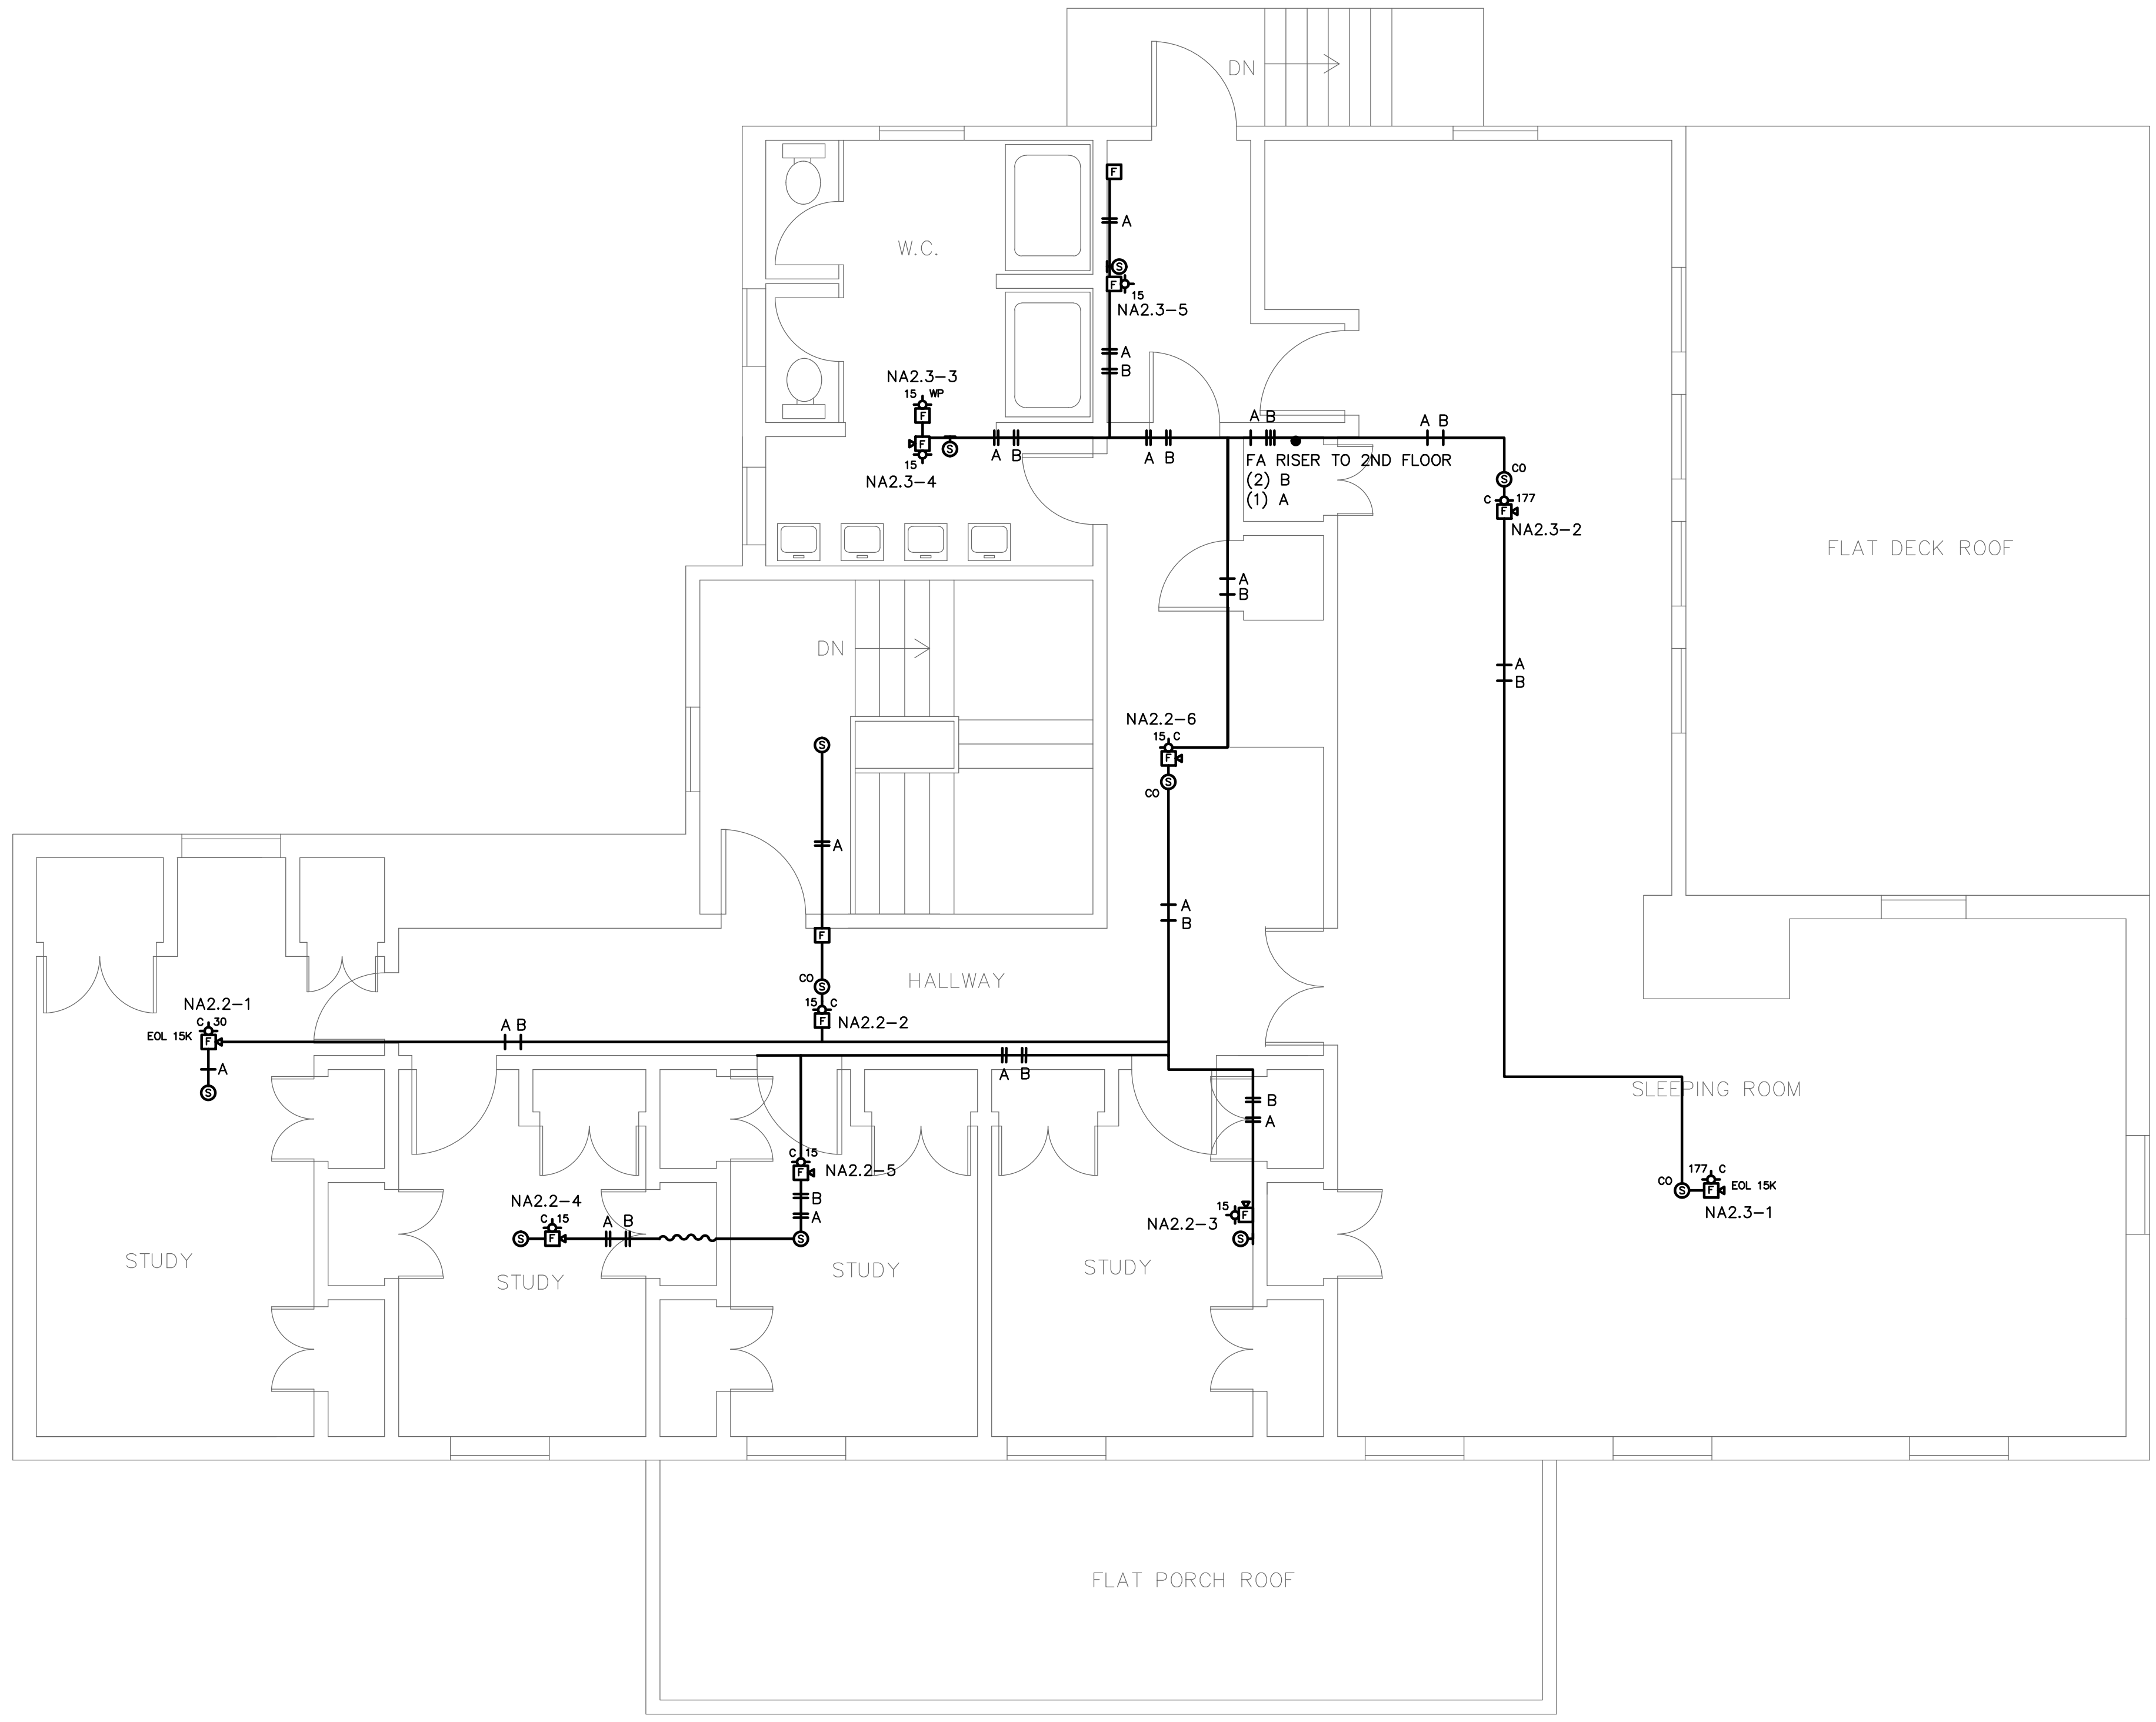 DN
F
A
W.C.
S
F
15
NA2.3-5
A
B
NA2.3-3
15 WP
F
F
S
15
NA2.3-4
A B
A B
A B
A B
FA RISER TO 2ND FLOOR
(2) B
(1) A
CO
S
C 177
F
NA2.3-2
FLAT DECK ROOF
A
B
DN
A
B
NA2.2-6
15 C
F
S
CO
S
A
A
B
F
HALLWAY
CO
S
15 C
F
NA2.2-2
NA2.2-1
C 30
EOL 15K
F
A
S
A B
A B
SLEEPING ROOM
B
A
C 15
F
NA2.2-5
B
A
S
NA2.2-4
C 15
S
F
A B
15
F
NA2.2-3
S
177 C
CO
S
F
EOL 15K
NA2.3-1
STUDY
STUDY
STUDY
STUDY
FLAT PORCH ROOF